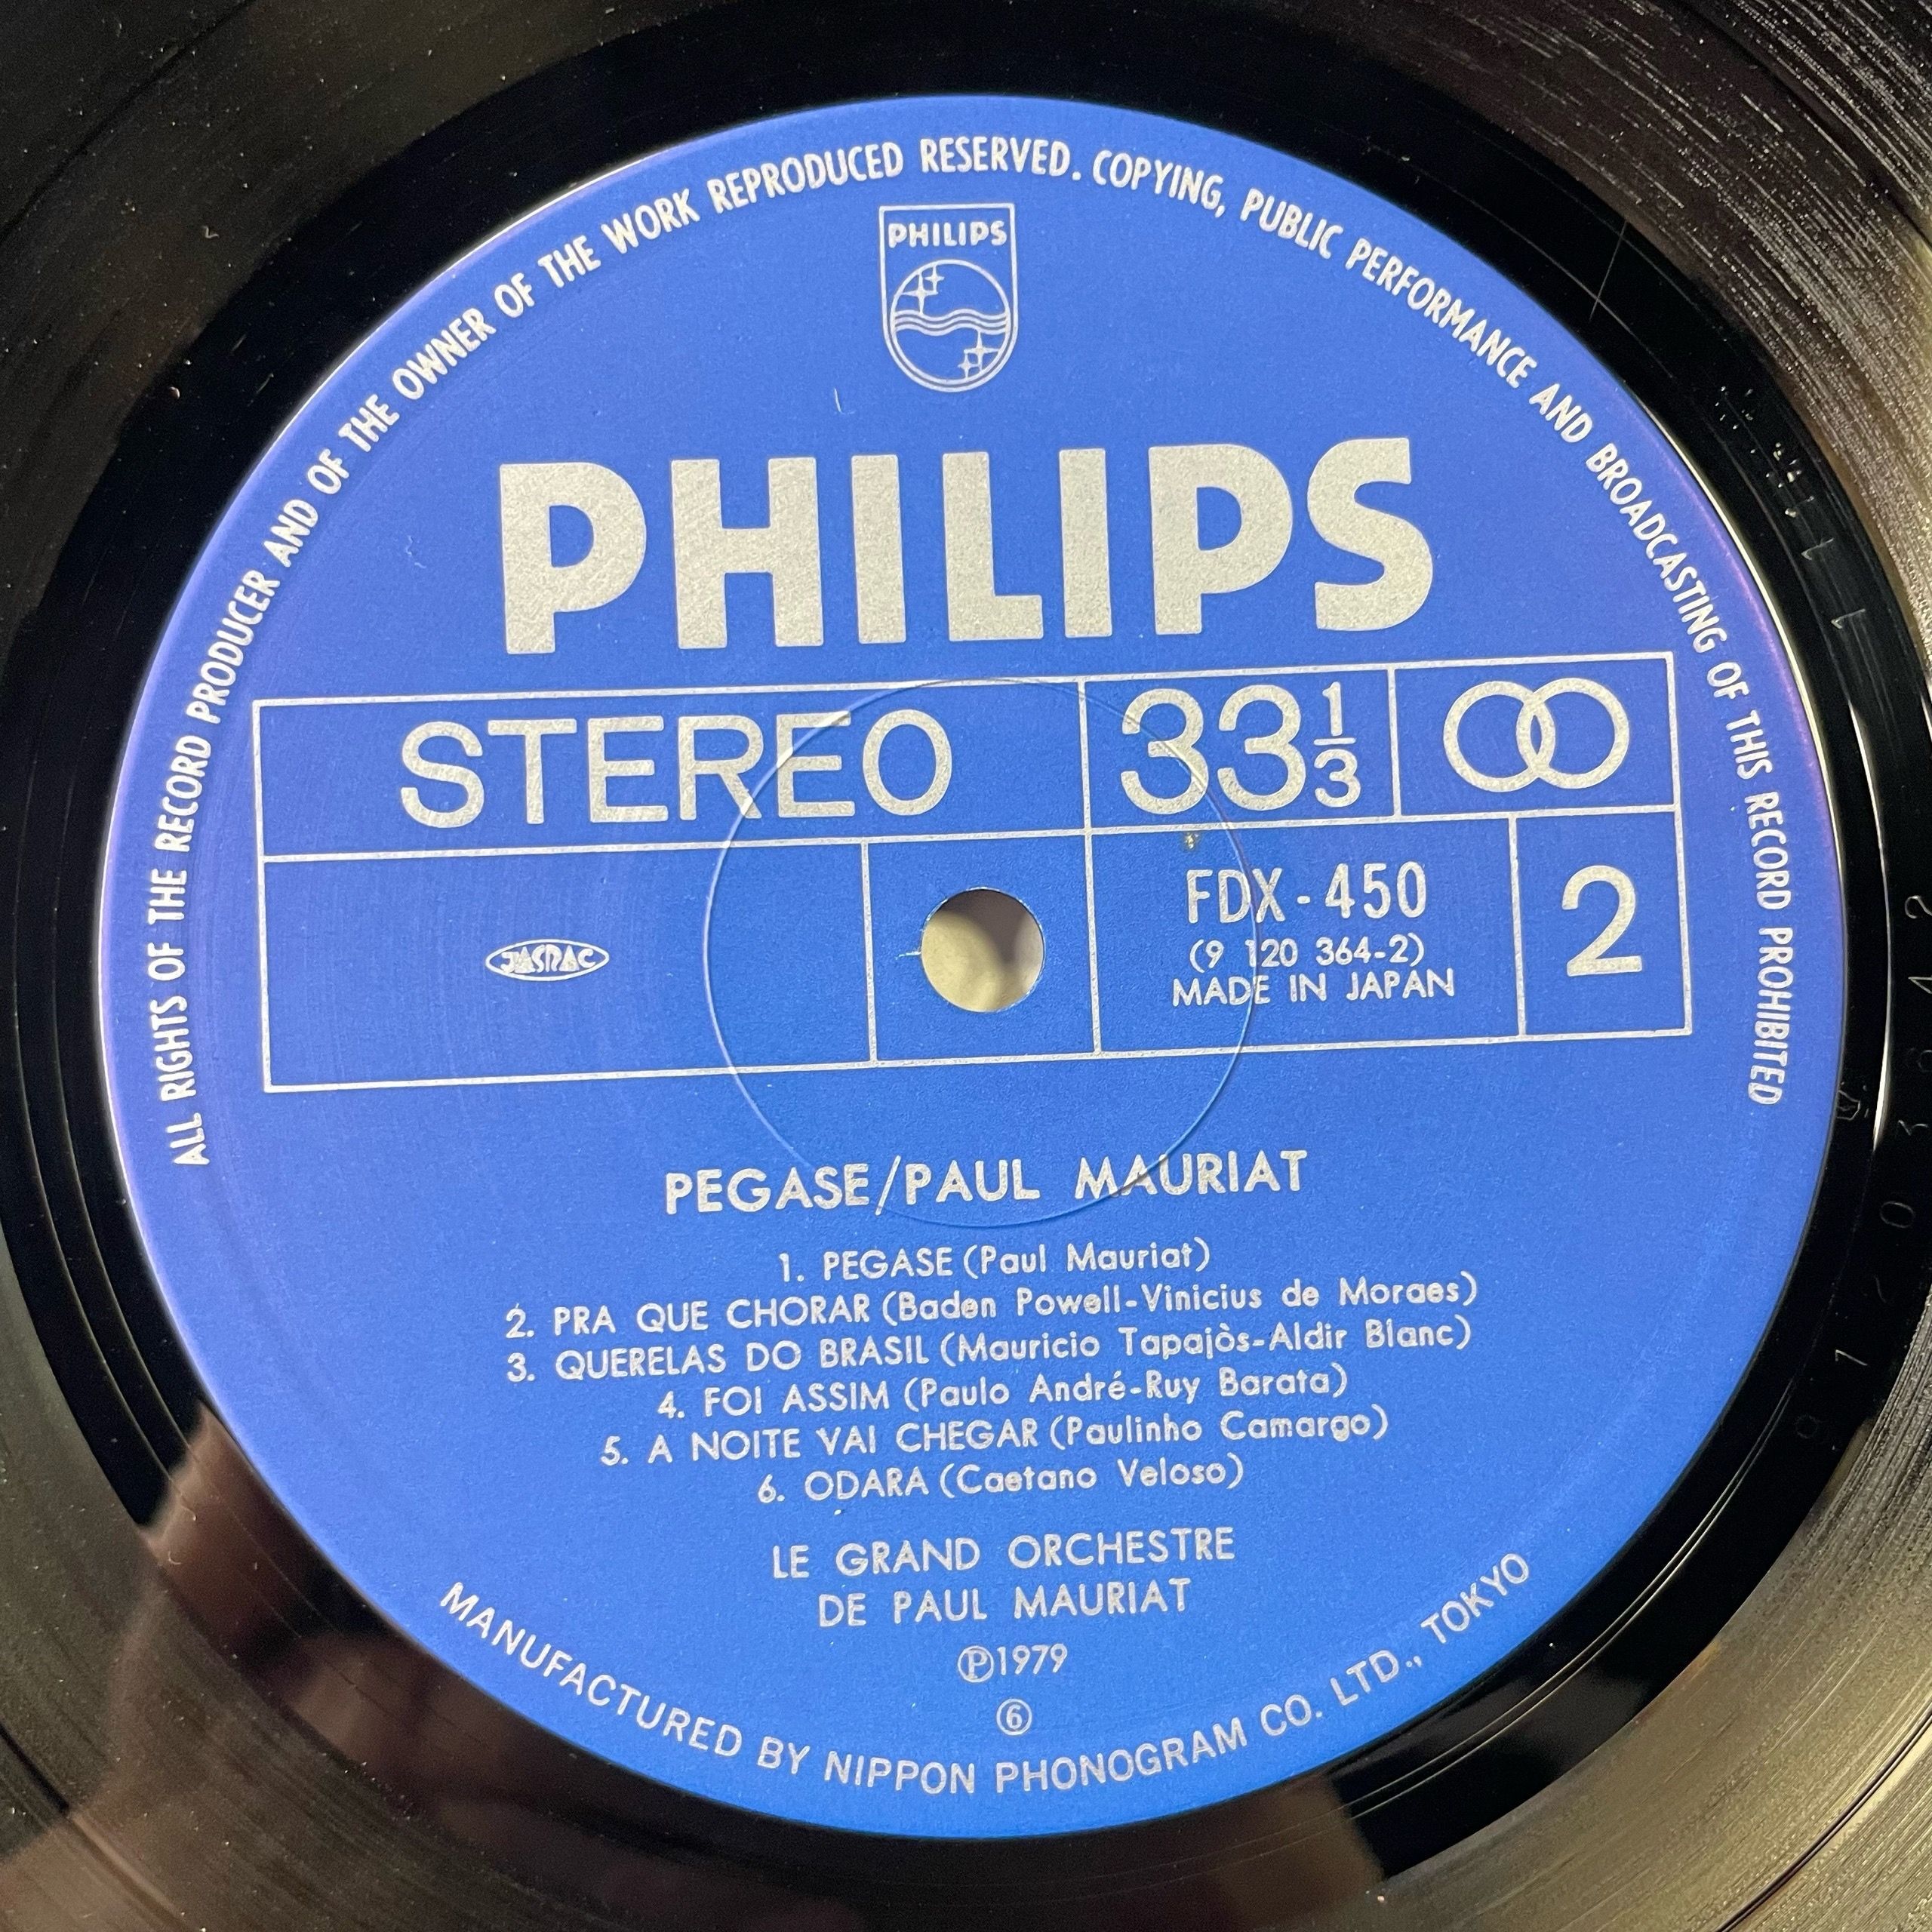 ALL RIGHTS OF THE RECORD PRODUCER AND OF THE OWNER OF THE WORK REPRODUCED RESERVED. COPYING, PUBLIC PERFORMANCE AND BROADCASTING OF THIS RECORD PROHIBITED
PHILIPS
PHILIPS
STEREO 33 1/3
JASRAC FDX-450 2
(9 120 364-2)
MADE IN JAPAN
PEGASE/PAUL MAURIAT
1. PEGASE (Paul Mauriat)
2. PRA QUE CHORAR (Baden Powell-Vinicius de Moraes)
3. QUERELAS DO BRASIL (Mauricio Tapajòs-Aldir Blanc)
4. FOI ASSIM (Paulo André-Ruy Barata)
5. A NOITE VAI CHEGAR (Paulinho Camargo)
6. ODARA (Caetano Veloso)
LE GRAND ORCHESTRE
DE PAUL MAURIAT
Ⓟ1979
⑥
MANUFACTURED BY NIPPON PHONOGRAM CO. LTD., TOKYO